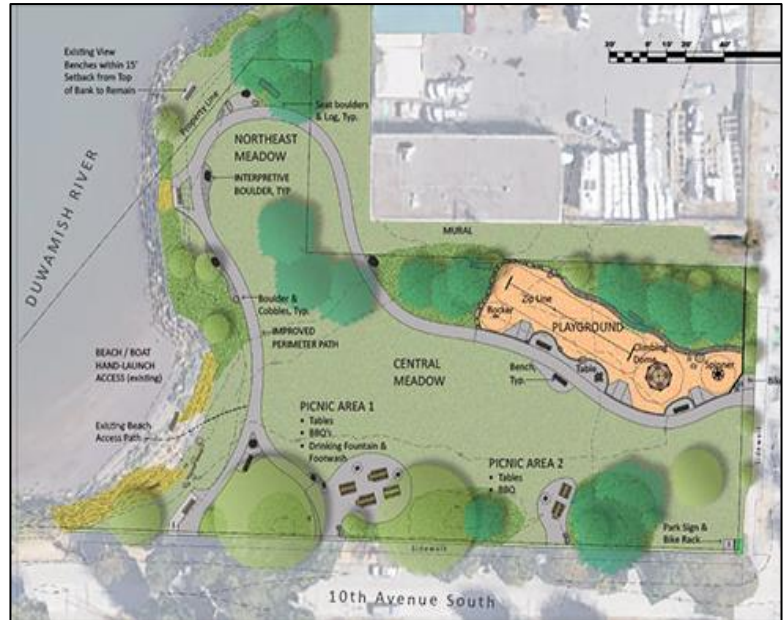 Existing View
Benches within 15'
Setback from Top
of Bank to Remain
Property Line
Seat boulders
& Log, Typ.
NORTHEAST
MEADOW
INTERPRETIVE
BOULDER, TYP
DUWAMISH RIVER
MURAL
Zip Line
Rocker
PLAYGROUND
Climbing
Dome
Spinner
Table
Bench,
Typ.
Boulder &
Cobbles, Typ.
IMPROVED
PERIMETER PATH
CENTRAL
MEADOW
BEACH / BOAT
HAND-LAUNCH
ACCESS (existing)
Existing Beach
Access Path
PICNIC AREA 1
• Tables
• BBQ's
• Drinking Fountain &
Footwash
PICNIC AREA 2
• Tables
• BBQ
Park Sign &
Bike Rack
Sidewalk
Sidewalk
10th Avenue South